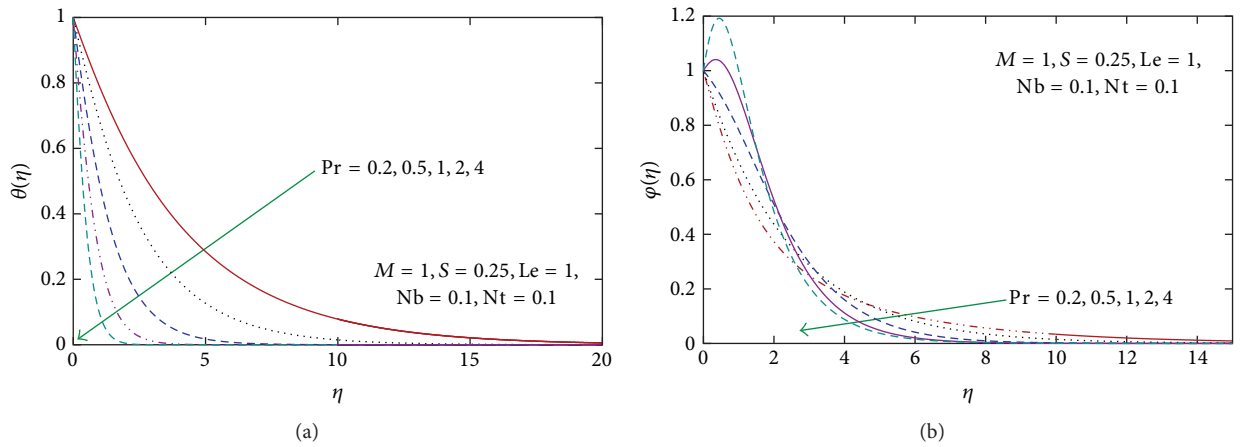 1
0.8
0.6
0.4
0.2
0
θ(η)
Pr = 0.2, 0.5, 1, 2, 4
M = 1, S = 0.25, Le = 1,
Nb = 0.1, Nt = 0.1
0
5
10
15
20
η
(a)
1.2
1
0.8
0.6
0.4
0.2
0
φ(η)
M = 1, S = 0.25, Le = 1,
Nb = 0.1, Nt = 0.1
Pr = 0.2, 0.5, 1, 2, 4
0
2
4
6
8
10
12
14
η
(b)